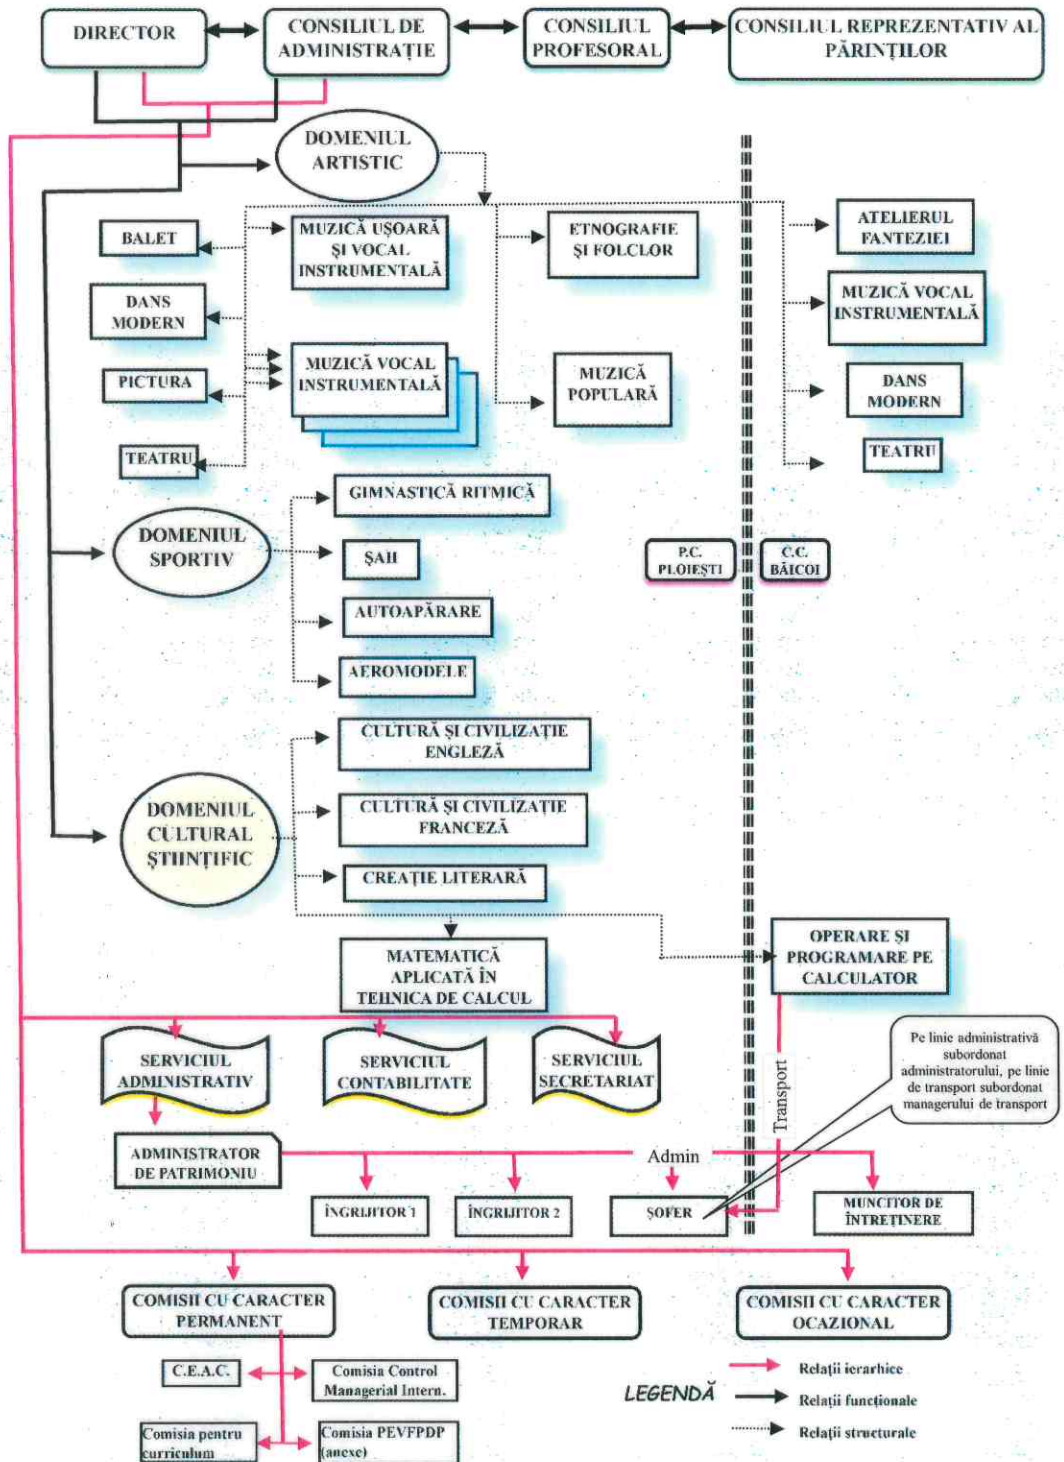 DIRECTOR
CONSILIUL DE
ADMINISTRAȚIE
CONSILIUL
PROFESORAL
CONSILIUL REPREZENTATIV AL
PĂRINȚILOR
DOMENIUL
ARTISTIC
BALET
MUZICĂ UȘOARĂ
ȘI VOCAL
INSTRUMENTALĂ
ETNOGRAFIE
ȘI FOLCLOR
ATELIERUL
FANTEZIEI
DANS
MODERN
MUZICĂ VOCAL
INSTRUMENTALĂ
PICTURA
MUZICĂ VOCAL
INSTRUMENTALĂ
MUZICĂ
POPULARĂ
DANS
MODERN
TEATRU
TEATRU
GIMNASTICĂ RITMICĂ
DOMENIUL
SPORTIV
ȘAH
P.C.
PLOIEȘTI
C.C.
BĂICOI
AUTOAPĂRARE
AEROMODELE
CULTURĂ ȘI CIVILIZAȚIE
ENGLEZĂ
DOMENIUL
CULTURAL
ȘTIINȚIFIC
CULTURĂ ȘI CIVILIZAȚIE
FRANCEZĂ
CREAȚIE LITERARĂ
MATEMATICĂ
APLICATĂ ÎN
TEHNICA DE CALCUL
OPERARE ȘI
PROGRAMARE PE
CALCULATOR
SERVICIUL
ADMINISTRATIV
SERVICIUL
CONTABILITATE
SERVICIUL
SECRETARIAT
Transport
Pe linie administrativă
subordonat
administratorului, pe linie
de transport subordonat
managerului de transport
ADMINISTRATOR
DE PATRIMONIU
Admin
ÎNGRIJITOR 1
ÎNGRIJITOR 2
ȘOFER
MUNCITOR DE
ÎNTREȚINERE
COMISII CU CARACTER
PERMANENT
COMISII CU CARACTER
TEMPORAR
COMISII CU CARACTER
OCAZIONAL
C.E.A.C.
Comisia Control
Managerial Intern.
Comisia pentru
curriculum
Comisia PEVFPDP
(anexe)
LEGENDĂ
Relații ierarhice
Relații funcționale
Relații structurale